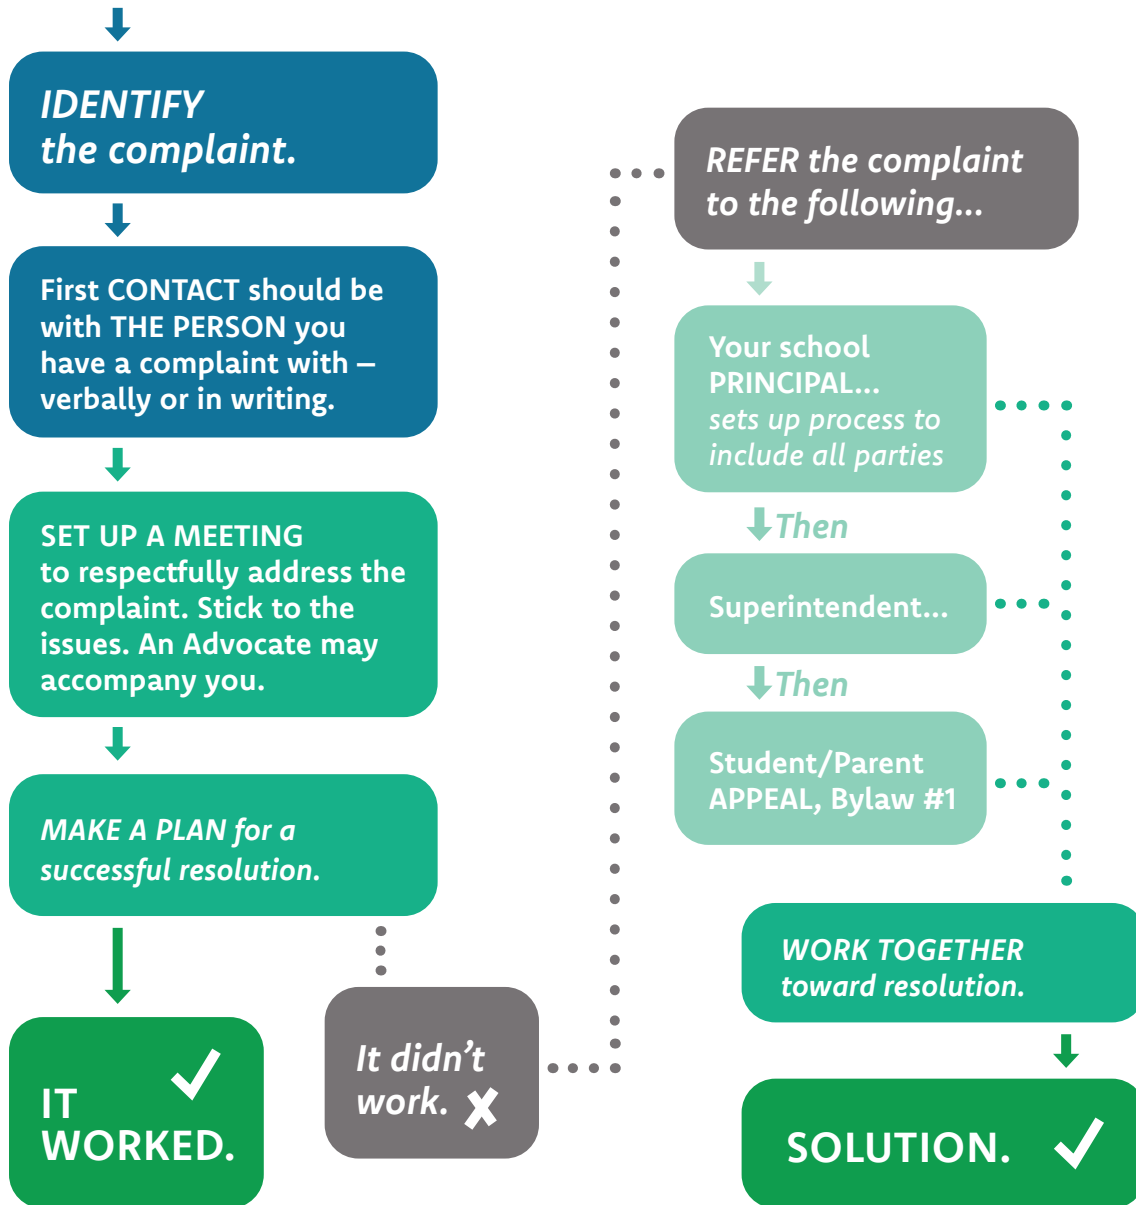 IDENTIFY
the complaint.
First CONTACT should be
with THE PERSON you
have a complaint with –
verbally or in writing.
SET UP A MEETING
to respectfully address the
complaint. Stick to the
issues. An Advocate may
accompany you.
MAKE A PLAN for a
successful resolution.
IT
WORKED.
It didn't
work.
REFER the complaint
to the following...
Your school
PRINCIPAL...
sets up process to
include all parties
Then
Superintendent...
Then
Student/Parent
APPEAL, Bylaw #1
WORK TOGETHER
toward resolution.
SOLUTION.